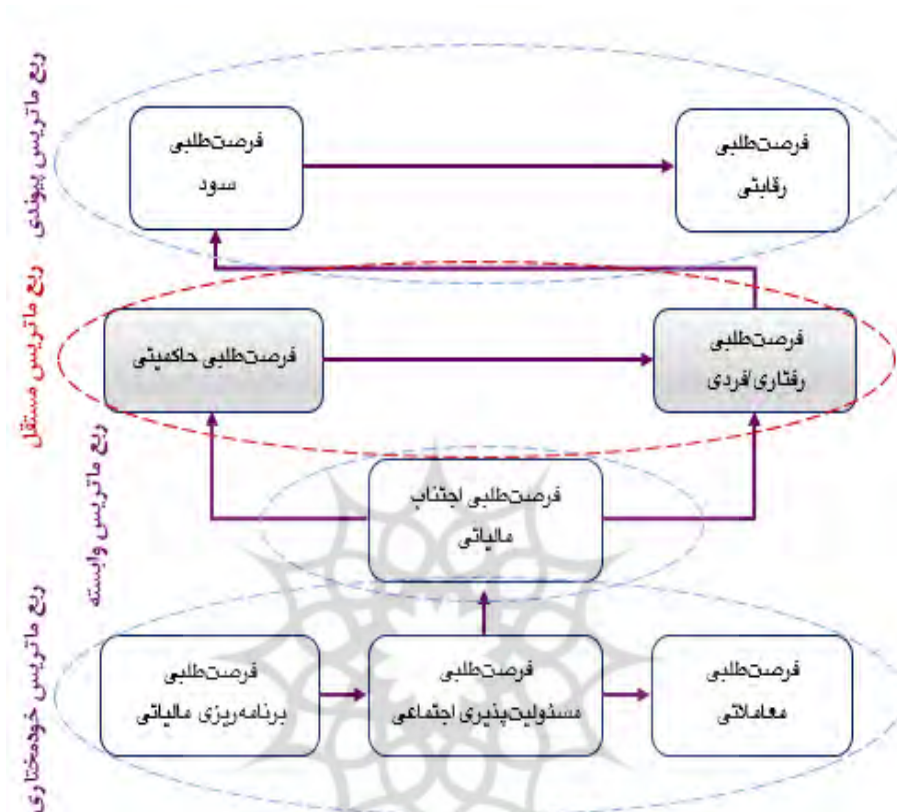 ربع ماتریس پیوندی
فرصت‌طلبی
رقابتی
فرصت‌طلبی
سود
ربع ماتریس مستقل
فرصت‌طلبی
رفتاری/فردی
فرصت‌طلبی حاکمیتی
ربع ماتریس وابسته
فرصت‌طلبی اجتناب
مالیاتی
ربع ماتریس خودمختاری
فرصت‌طلبی
معاملاتی
فرصت‌طلبی
مسئولیت‌پذیری اجتماعی
فرصت‌طلبی
برنامه‌ریزی مالیاتی